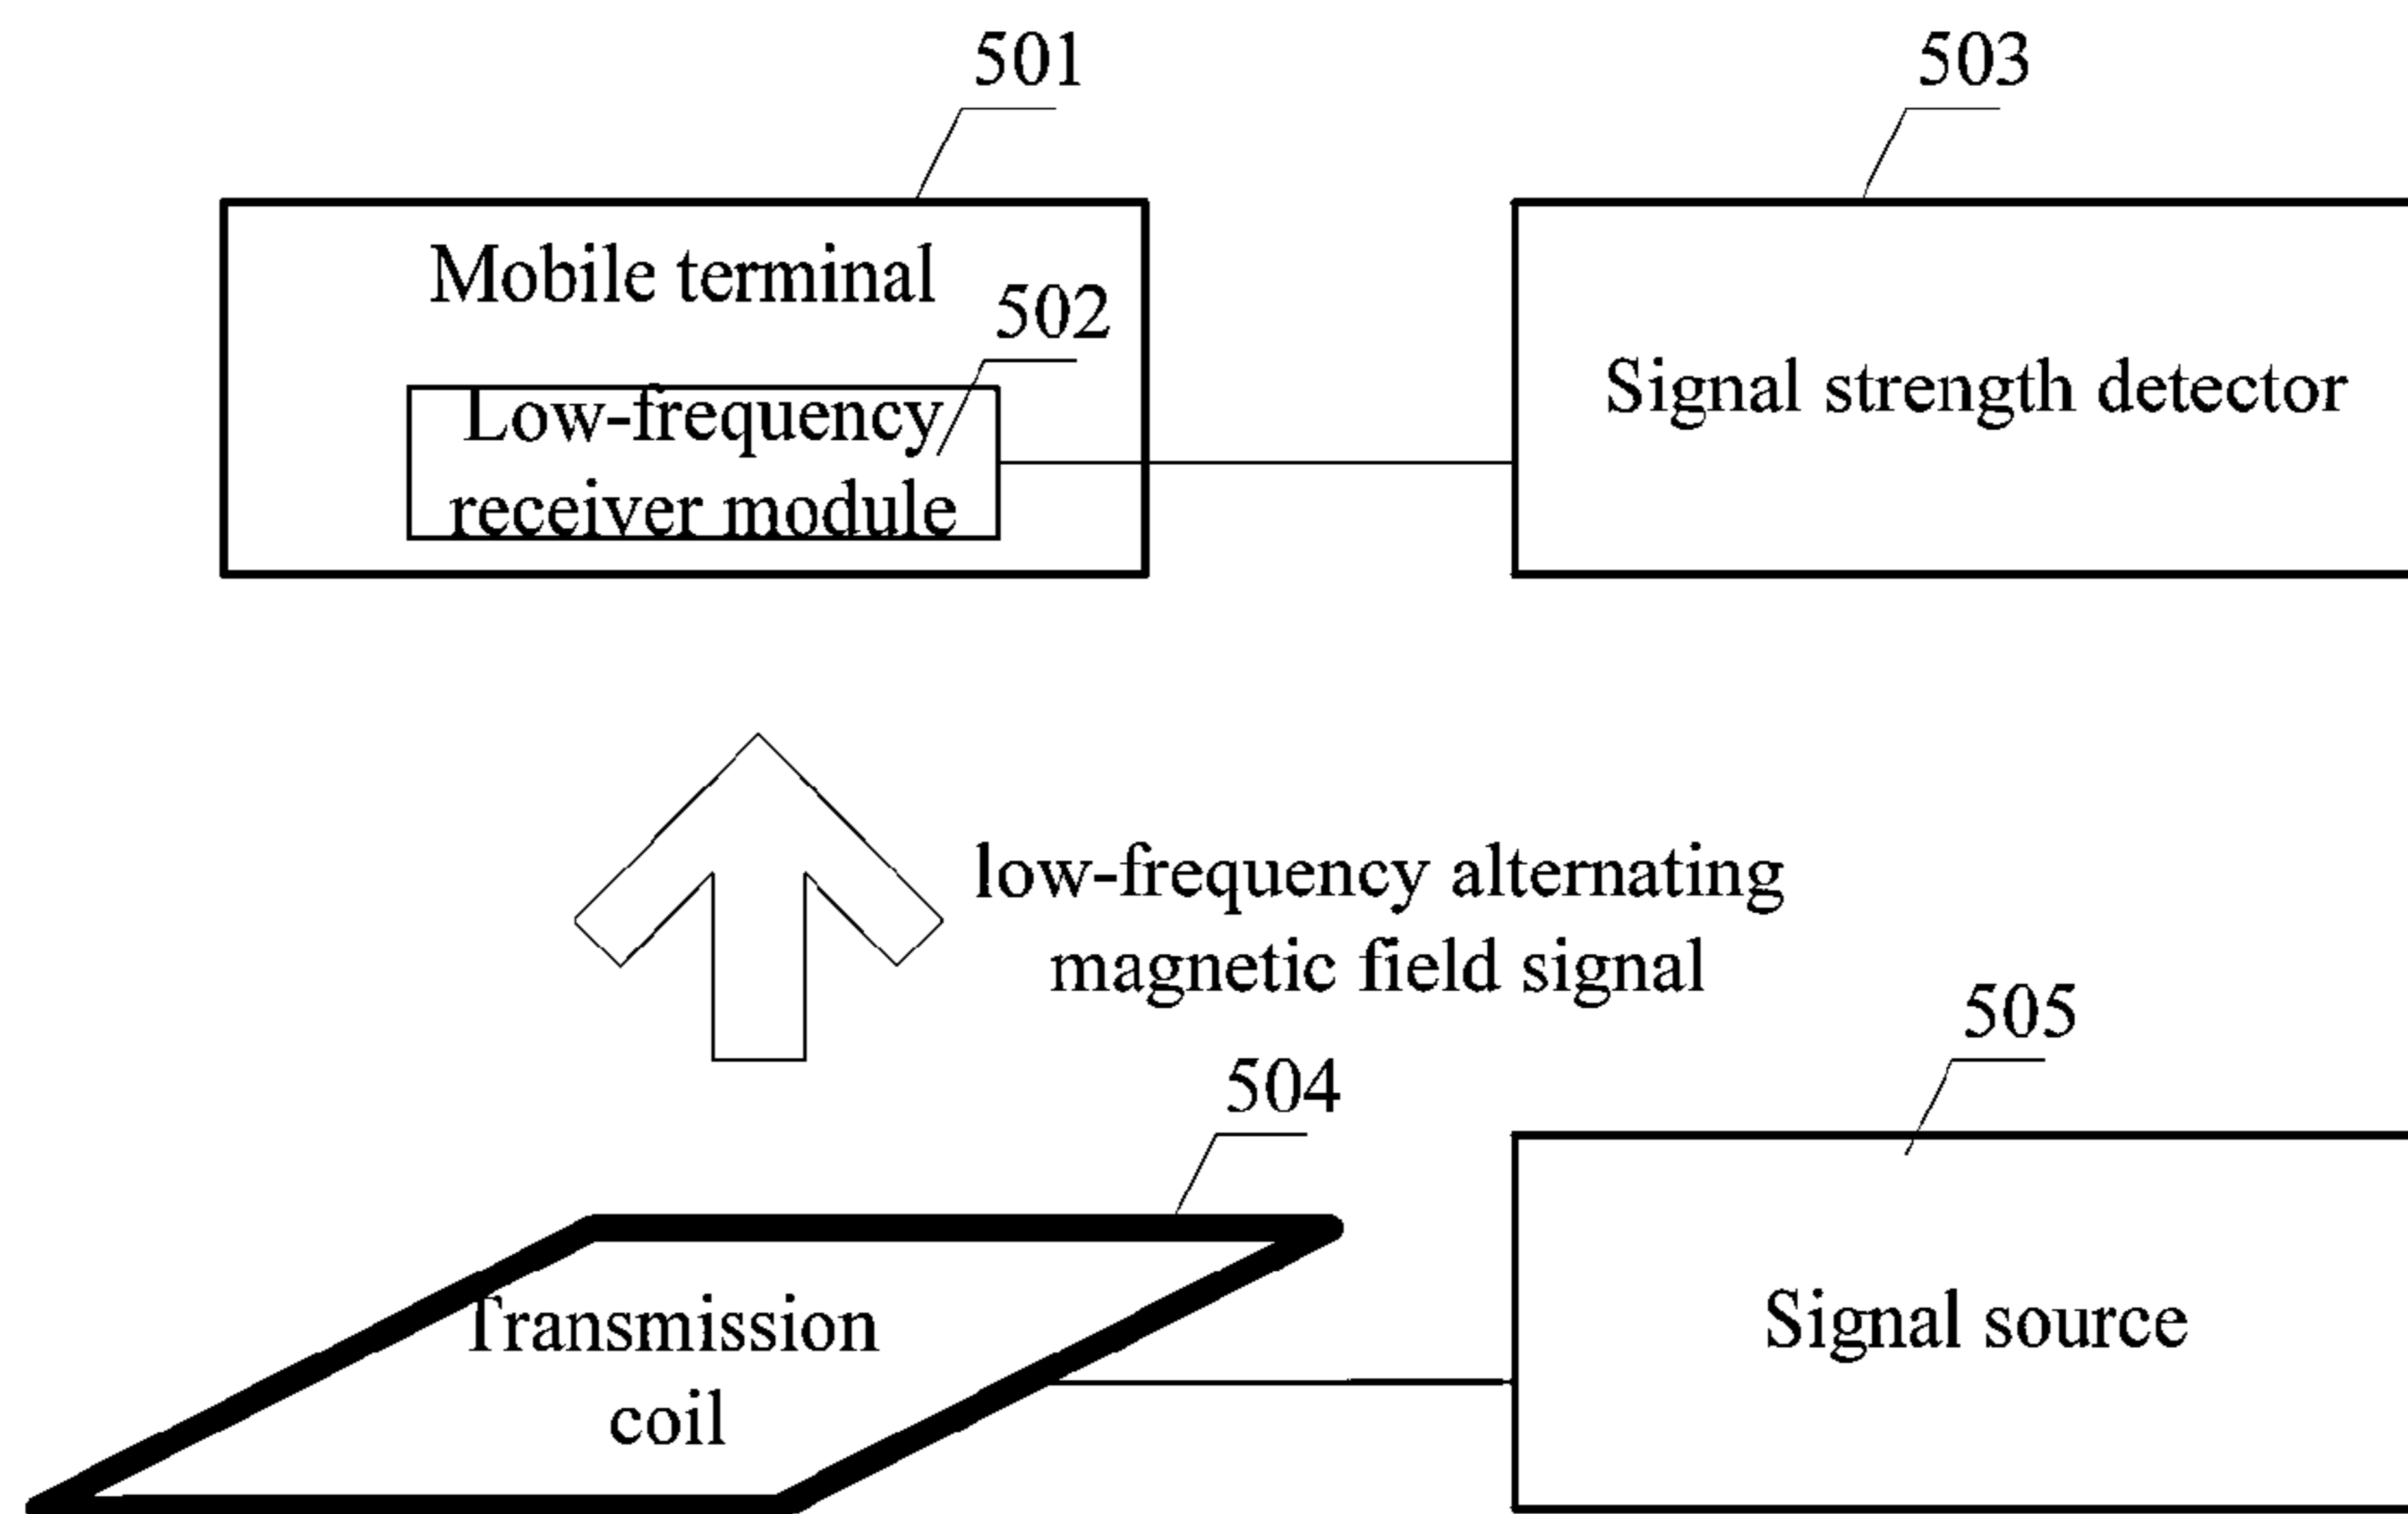 501
503
Mobile terminal
502
Low-frequency
receiver module
Signal strength detector
low-frequency alternating
magnetic field signal
505
504
Transmission
coil
Signal source